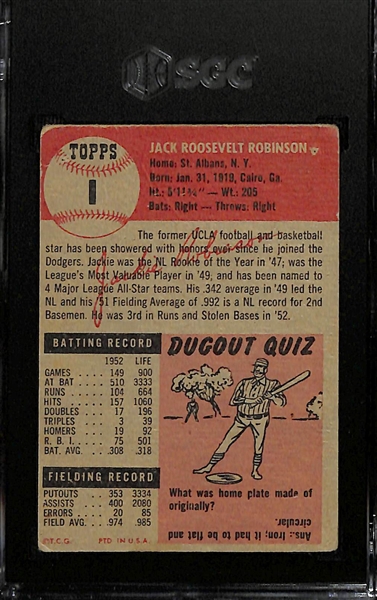 SGC
TOPPS
1
JACK ROOSEVELT ROBINSON
Home: St. Albans, N. Y.
Born: Jan. 31, 1919, Cairo, Ga.
Ht.: 5'11½" — Wt.: 205
Bats: Right — Throws: Right
The former UCLA football and basketball
star has been showered with honors ever since he joined the
Dodgers. Jackie was the NL Rookie of the Year in '47; was
the League's Most Valuable Player in '49, and has been named to
4 Major League All-Star teams. His .342 average in '49 led the
NL and his '51 Fielding Average of .992 is a NL record for 2nd
Basemen. He was 3rd in Runs and Stolen Bases in '52.
Jackie Robinson
BATTING RECORD
1952 LIFE
GAMES . . . . 149 900
AT BAT . . . . 510 3333
RUNS . . . . 104 664
HITS . . . . 157 1060
DOUBLES . . . 17 196
TRIPLES . . . 3 39
HOMERS . . . 19 92
R. B. I. . . . . 75 501
BAT. AVG. . . . .308 .318
FIELDING RECORD
PUTOUTS . . . 353 3334
ASSISTS . . . 400 2080
ERRORS . . . 20 85
FIELD AVG. . . .974 .985
©T.C.G. PTD IN U.S.A.
DUGOUT QUIZ
What was home plate made of
originally?
Ans.: Iron; it had to be flat and
circular.